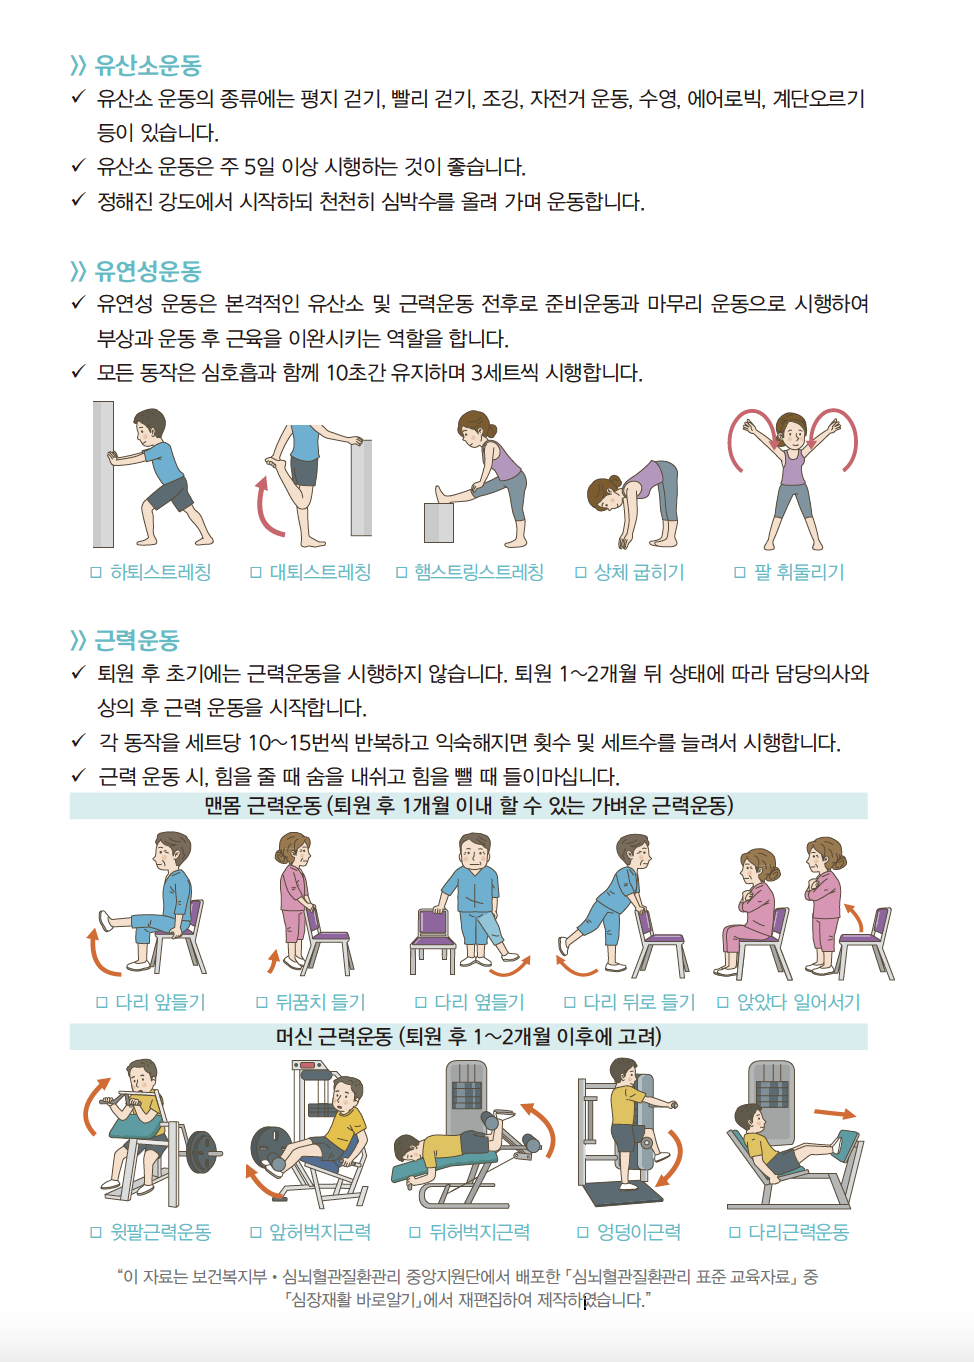 》 유산소운동
✓ 유산소 운동의 종류에는 평지 걷기, 빨리 걷기, 조깅, 자전거 운동, 수영, 에어로빅, 계단오르기
등이 있습니다.
✓ 유산소 운동은 주 5일 이상 시행하는 것이 좋습니다.
✓ 정해진 강도에서 시작하되 천천히 심박수를 올려 가며 운동합니다.
》 유연성운동
✓ 유연성 운동은 본격적인 유산소 및 근력운동 전후로 준비운동과 마무리 운동으로 시행하여
부상과 운동 후 근육을 이완시키는 역할을 합니다.
✓ 모든 동작은 심호흡과 함께 10초간 유지하며 3세트씩 시행합니다.
□ 하퇴스트레칭 □ 대퇴스트레칭 □ 햄스트링스트레칭 □ 상체 굽히기 □ 팔 휘둘리기
》 근력운동
✓ 퇴원 후 초기에는 근력운동을 시행하지 않습니다. 퇴원 1~2개월 뒤 상태에 따라 담당의사와
상의 후 근력 운동을 시작합니다.
✓ 각 동작을 세트당 10~15번씩 반복하고 익숙해지면 횟수 및 세트수를 늘려서 시행합니다.
✓ 근력 운동 시, 힘을 줄 때 숨을 내쉬고 힘을 뺄 때 들이마십니다.
맨몸 근력운동 (퇴원 후 1개월 이내 할 수 있는 가벼운 근력운동)
□ 다리 앞들기 □ 뒤꿈치 들기 □ 다리 옆들기 □ 다리 뒤로 들기 □ 앉았다 일어서기
머신 근력운동 (퇴원 후 1~2개월 이후에 고려)
□ 윗팔근력운동 □ 앞허벅지근력 □ 뒤허벅지근력 □ 엉덩이근력 □ 다리근력운동
“이 자료는 보건복지부 • 심뇌혈관질환관리 중앙지원단에서 배포한 「심뇌혈관질환관리 표준 교육자료」 중
「심장재활 바로알기」에서 재편집하여 제작하였습니다.”